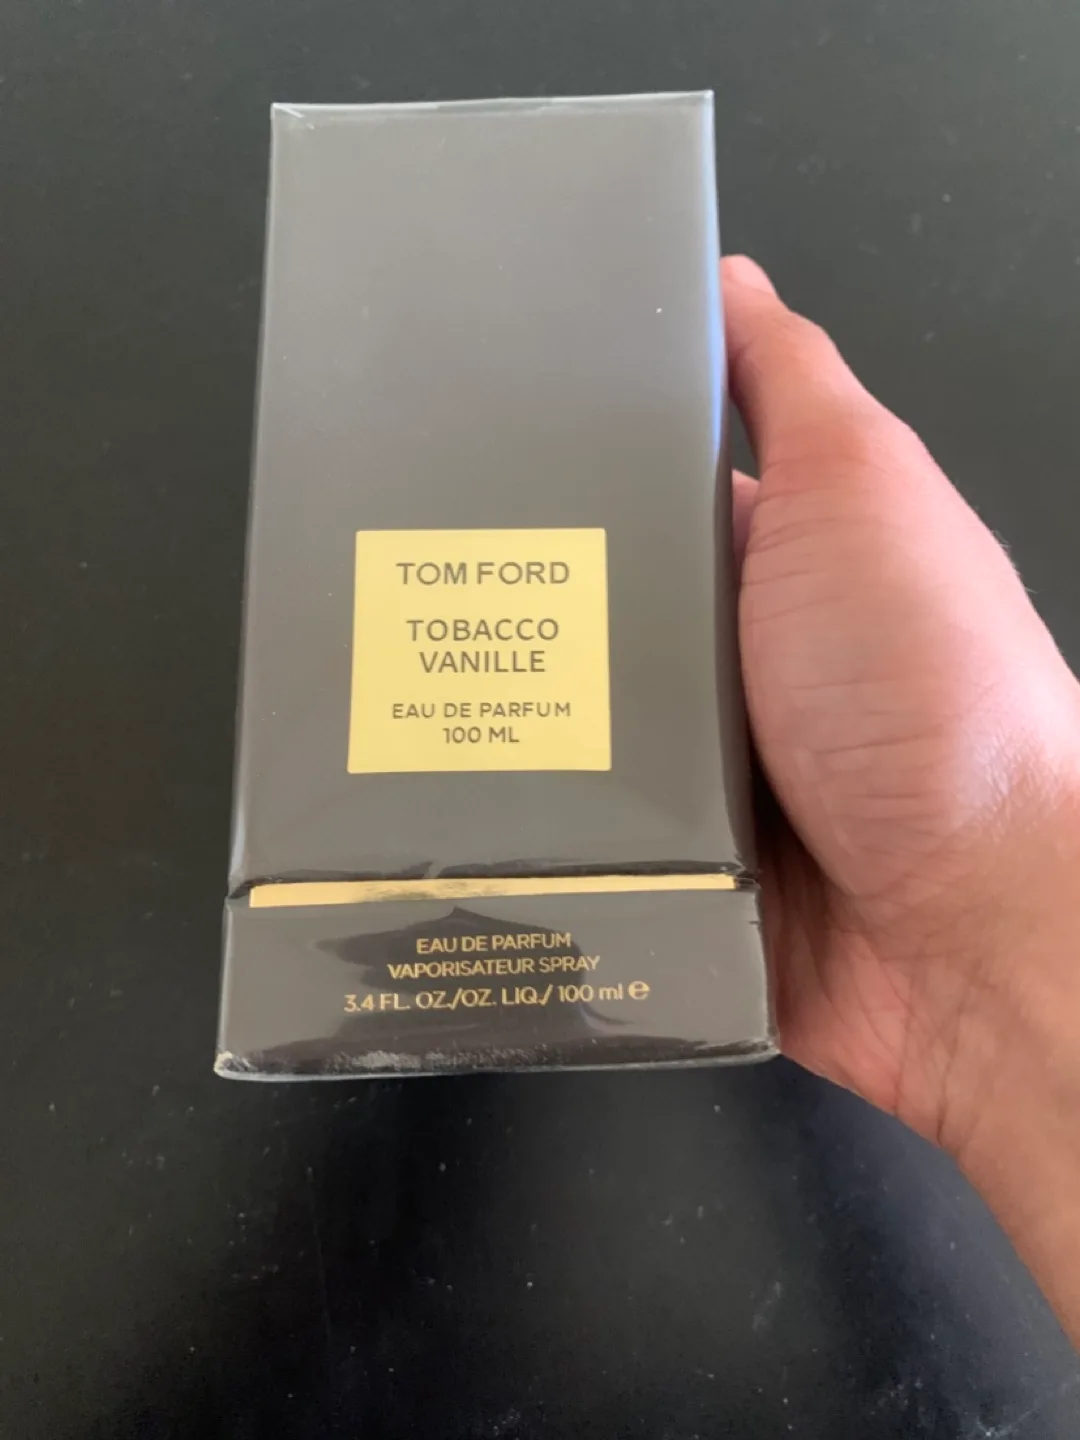 TOM FORD
TOBACCO
VANILLE
EAU DE PARFUM
100 ML
EAU DE PARFUM
VAPORISATEUR SPRAY
3.4 FL. OZ./OZ. LIQ./ 100 ml ℮